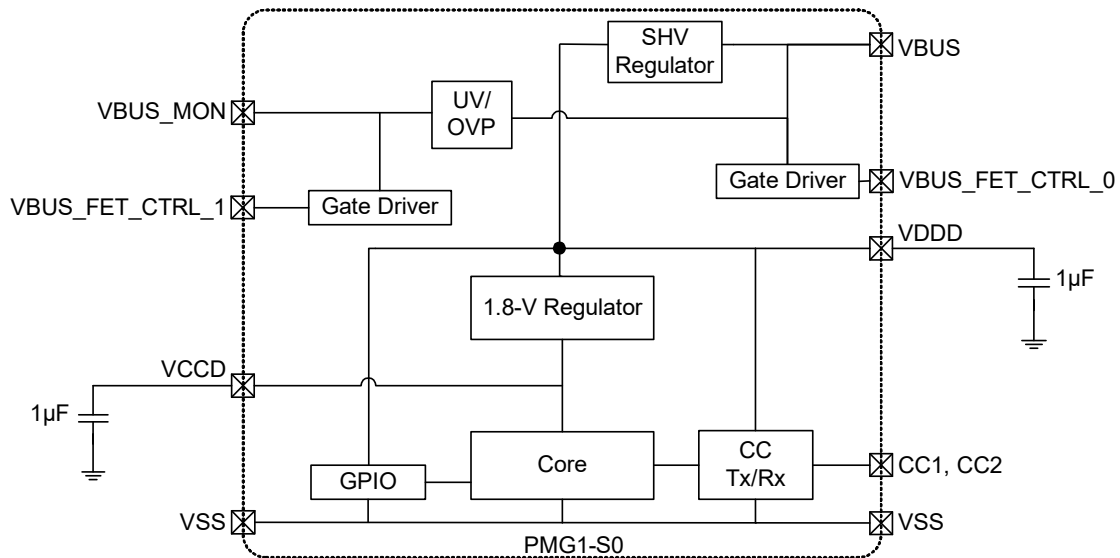 SHV
Regulator
VBUS
VBUS_MON
UV/
OVP
Gate Driver
VBUS_FET_CTRL_0
VBUS_FET_CTRL_1
Gate Driver
VDDD
1µF
1.8-V Regulator
VCCD
1µF
Core
CC
Tx/Rx
CC1, CC2
GPIO
VSS
VSS
PMG1-S0